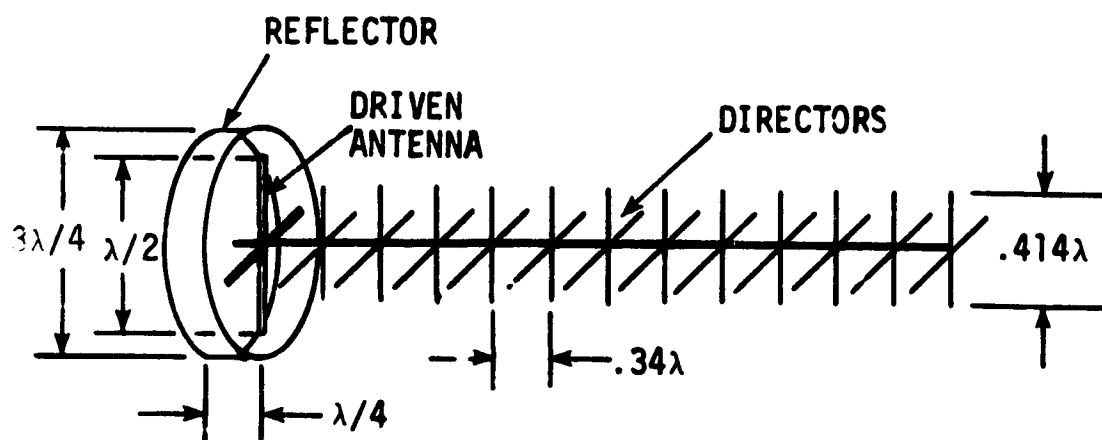 REFLECTOR
DRIVEN
ANTENNA
DIRECTORS
3λ/4
λ/2
.414λ
.34λ
λ/4